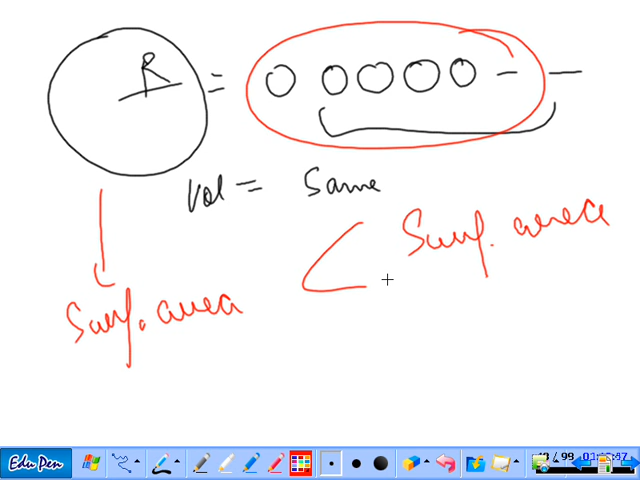 R = - -
Vol = Same
Surf. area < Surf. area
Edu Pen